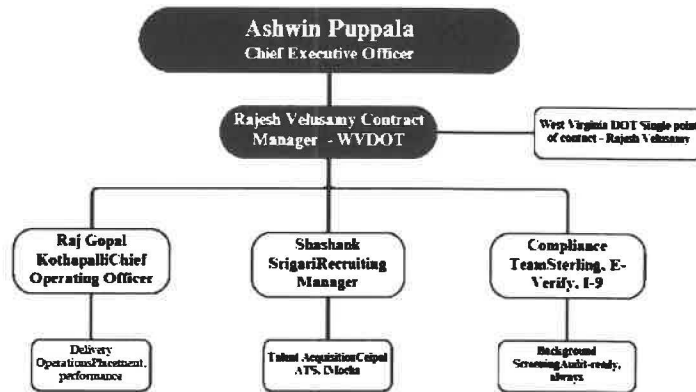 Ashwin Puppala
Chief Executive Officer
Rajesh Velusamy Contract
Manager - WVDOT
West Virginia DOT Single point
of contact - Rajesh Velusamy
Raj Gopal
KothapalliChief
Operating Officer
Shashank
SrigariRecruiting
Manager
Compliance
TeamSterling, E-
Verify, I-9
Delivery
OperationsPlacement,
performance
Talent AcquisitionCeipal
ATS, iMocha
Background
ScreeningAudit-ready,
always